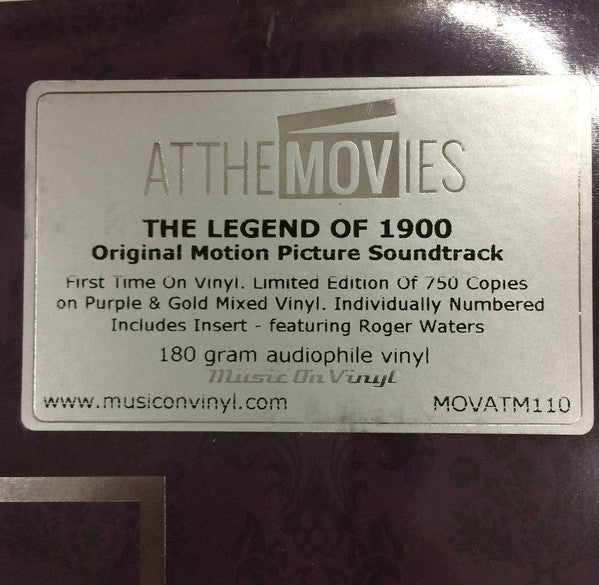 ATTHEMOVIES
THE LEGEND OF 1900
Original Motion Picture Soundtrack
First Time On Vinyl. Limited Edition Of 750 Copies
on Purple & Gold Mixed Vinyl. Individually Numbered
Includes Insert - featuring Roger Waters
180 gram audiophile vinyl
Music On Vinyl
www.musiconvinyl.com MOVATM110